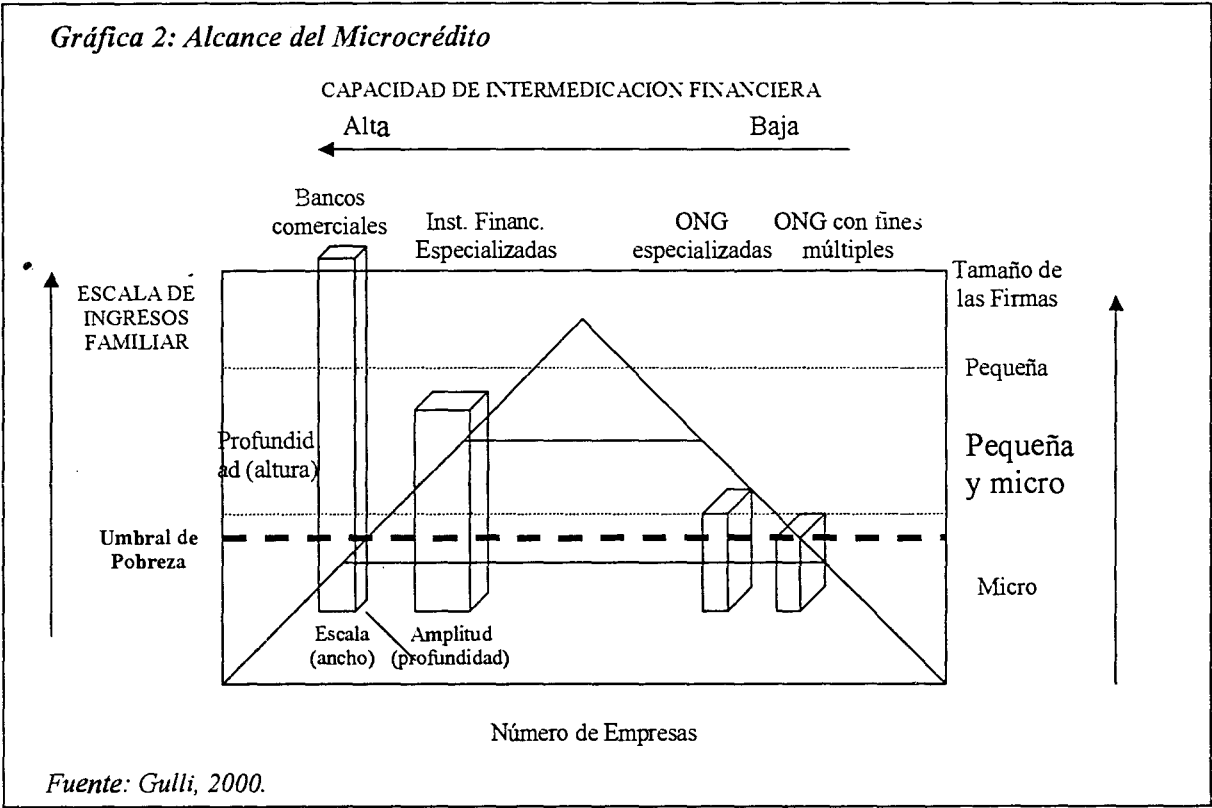 Gráfica 2: Alcance del Microcrédito
CAPACIDAD DE INTERMEDICACION FINANCIERA
Alta
Baja
Bancos
comerciales
Inst. Financ.
Especializadas
ONG
especializadas
ONG con fines
múltiples
ESCALA DE
INGRESOS
FAMILIAR
Tamaño de
las Firmas
Pequeña
Profundid
ad (altura)
Pequeña
y micro
Umbral de
Pobreza
Micro
Escala
(ancho)
Amplitud
(profundidad)
Número de Empresas
Fuente: Gulli, 2000.